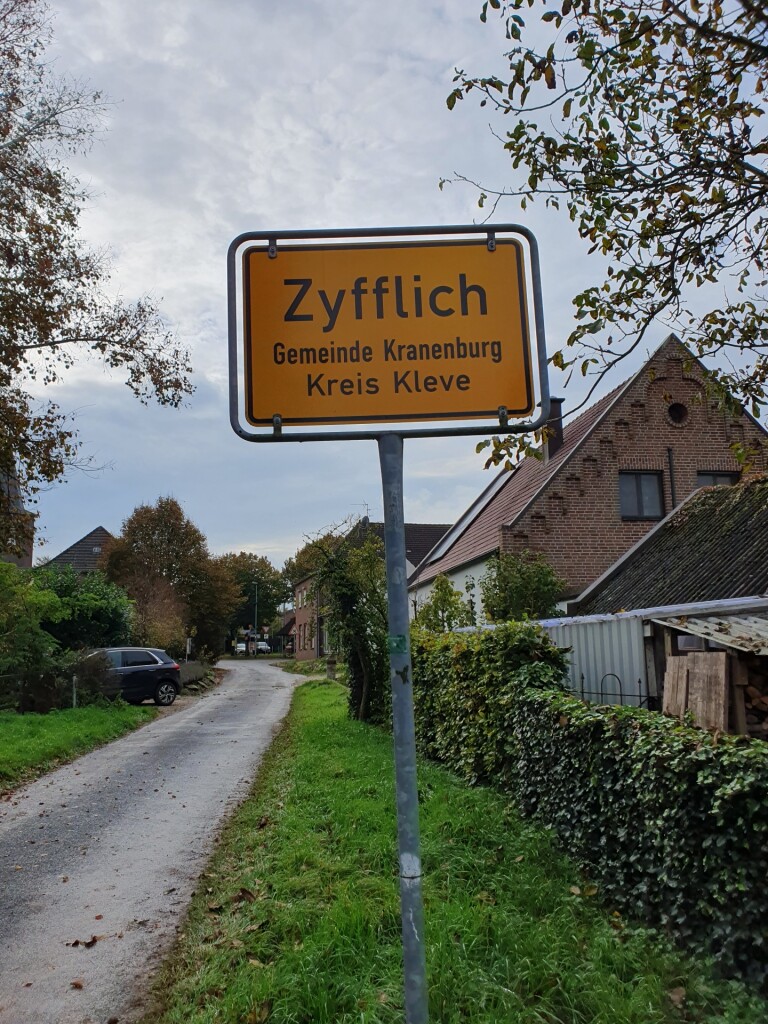 Zyfflich
Gemeinde Kranenburg
Kreis Kleve